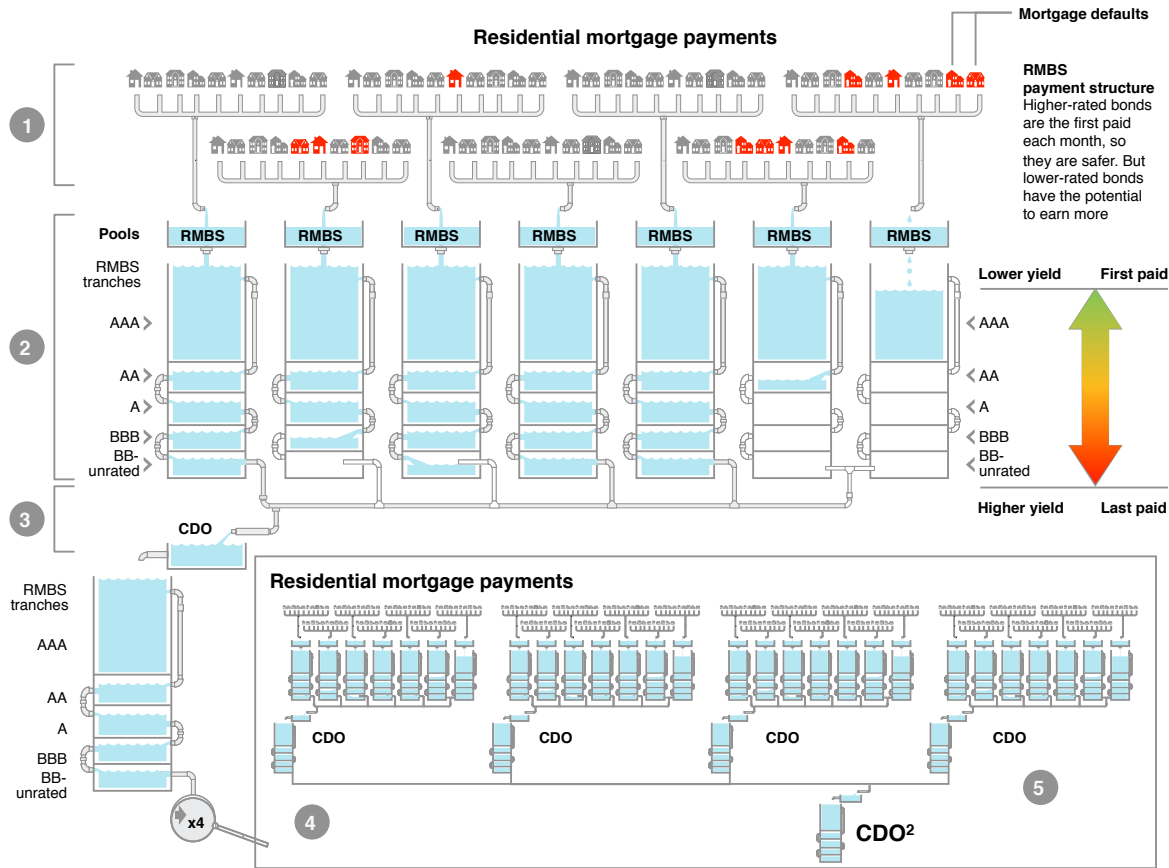 Mortgage defaults
Residential mortgage payments
RMBS
payment structure
Higher-rated bonds
are the first paid
each month, so
they are safer. But
lower-rated bonds
have the potential
to earn more
1
Pools
RMBS
RMBS
RMBS
RMBS
RMBS
RMBS
RMBS
RMBS
tranches
Lower yield
First paid
2
AAA
AAA
AA
AA
A
A
BBB
BBB
BB-
unrated
BB-
unrated
Higher yield
Last paid
3
CDO
RMBS
tranches
AAA
AA
A
BBB
BB-
unrated
x4
Residential mortgage payments
CDO
CDO
CDO
CDO
4
5
CDO²